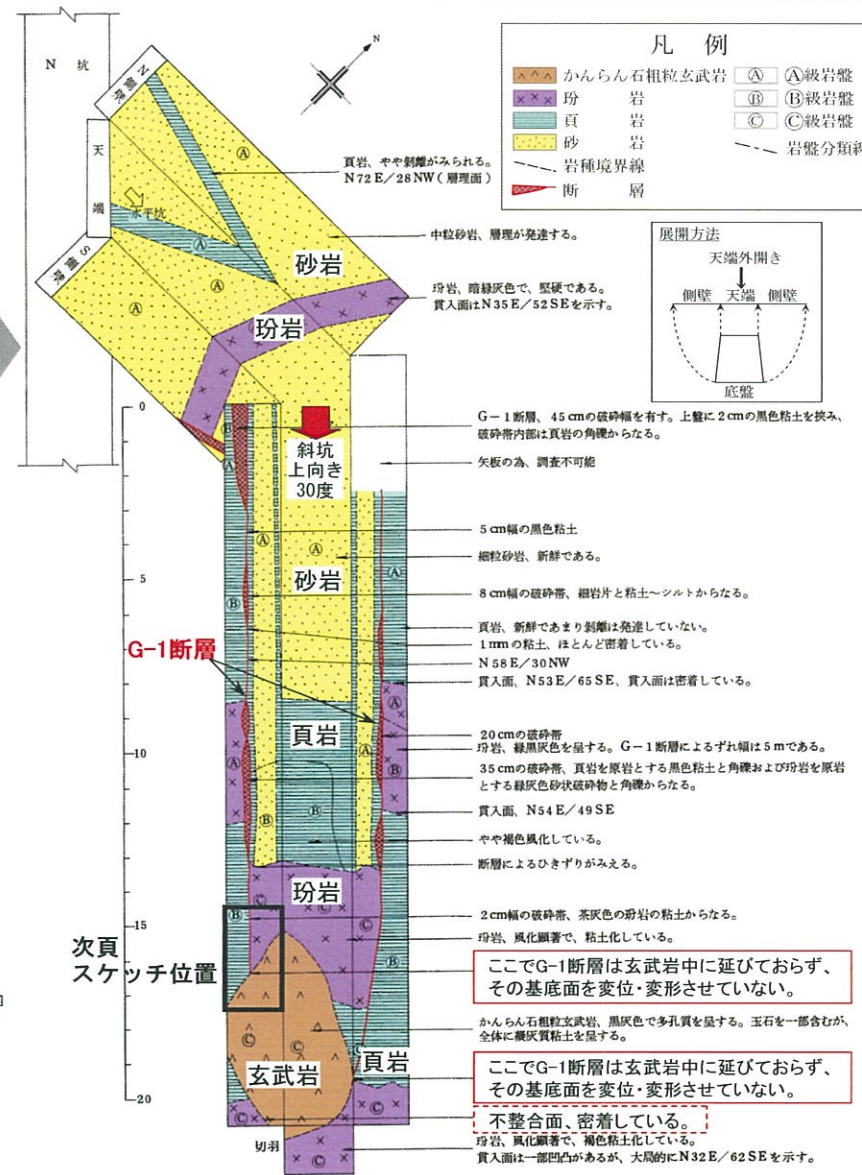 凡　例
かんらん石粗粒玄武岩
玢　岩
頁　岩
砂　岩
岩種境界線
断　層
Ⓐ Ⓐ級岩盤
Ⓑ Ⓑ級岩盤
Ⓒ Ⓒ級岩盤
岩盤分類線
展開方法
天端外開き
側壁 天端 側壁
底盤
N 坑
N側壁
天端
S側壁
水平坑
N
頁岩、やや剝離がみられる。
N72E/28NW(層理面)
中粒砂岩、層理が発達する。
砂岩
玢岩、暗緑灰色で、堅硬である。
貫入面はN35E/52SEを示す。
玢岩
G-1断層、45cmの破砕幅を有す。上盤に2cmの黒色粘土を挟み、
破砕帯内部は頁岩の角礫からなる。
矢板の為、調査不可能
斜坑
上向き
30度
5cm幅の黒色粘土
細粒砂岩、新鮮である。
砂岩
8cm幅の破砕帯、細岩片と粘土~シルトからなる。
頁岩、新鮮であまり剝離は発達していない。
1mmの粘土、ほとんど密着している。
G-1断層
N58E/30NW
貫入面、N53E/65SE、貫入面は密着している。
頁岩
20cmの破砕帯
玢岩、緑黒灰色を呈する。G-1断層によるずれ幅は5mである。
35cmの破砕帯、頁岩を原岩とする黒色粘土と角礫および玢岩を原岩
とする緑灰色砂状破砕物と角礫からなる。
貫入面、N54E/49SE
やや褐色風化している。
断層によるひきずりがみえる。
玢岩
2cm幅の破砕帯、茶灰色の玢岩の粘土からなる。
玢岩、風化顕著で、粘土化している。
次頁
スケッチ位置
ここでG-1断層は玄武岩中に延びておらず、
その基底面を変位・変形させていない。
かんらん石粗粒玄武岩、黒灰色で多孔質を呈する。玉石を一部含むが、
全体に凝灰質粘土を呈する。
玄武岩
頁岩
ここでG-1断層は玄武岩中に延びておらず、
その基底面を変位・変形させていない。
不整合面、密着している。
切羽
玢岩、風化顕著で、褐色粘土化している。
貫入面は一部凹凸があるが、大局的にN32E/62SEを示す。
0
5
10
15
20